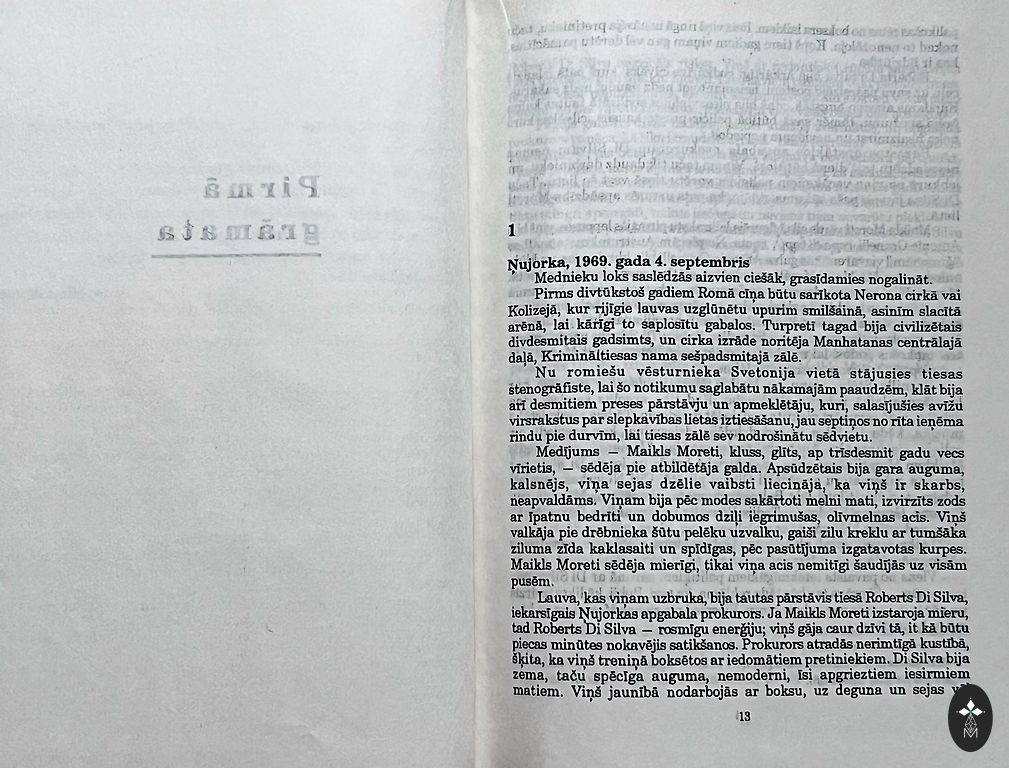 Pirmā
grāmata
1
Ņujorka, 1969. gada 4. septembris
Mednieku loks saslēdzās aizvien ciešāk, grasīdamies nogalināt.
Pirms divtūkstoš gadiem Romā cīņa būtu sarīkota Nerona cirkā vai
Kolizejā, kur rijīgie lauvas uzglūnētu upurim smilšainā, asinīm slacītā
arēnā, lai kārīgi to saplosītu gabalos. Turpretī tagad bija civilizētais
divdesmitais gadsimts, un cirka izrāde noritēja Manhatanas centrālajā
daļā, Krimināltiesas nama sešpadsmitajā zālē.
Nu romiešu vēsturnieka Svetonija vietā stājusies tiesas
stenogrāfiste, lai šo notikumu saglabātu nākamajām paaudzēm, klāt bija
arī desmitiem preses pārstāvju un apmeklētāju, kuri, salasījušies avīžu
virsrakstus par slepkavības lietas iztiesāšanu, jau septiņos no rīta ieņēma
rindu pie durvīm, lai tiesas zālē sev nodrošinātu sēdvietu.
Medījums — Maikls Moreti, kluss, glīts, ap trīsdesmit gadu vecs
vīrietis, — sēdēja pie atbildētāja galda. Apsūdzētais bija gara auguma,
kalsnējs, viņa sejas dzēlie vaibsti liecināja, ka viņš ir skarbs,
neapvaldāms. Viņam bija pēc modes sakārtoti melni mati, izvirzīts zods
ar īpatnu bedrīti un dobumos dziļi iegrimušas, olīvmelnas acis. Viņš
valkāja pie drēbnieka šūtu pelēku uzvalku, gaiši zilu kreklu ar tumšāka
ziluma zīda kaklasaiti un spīdīgas, pēc pasūtījuma izgatavotas kurpes.
Maikls Moreti sēdēja mierīgi, tikai viņa acis nemitīgi šaudījās uz visām
pusēm.
Lauva, kas viņam uzbruka, bija tautas pārstāvis tiesā Roberts Di Silva,
iekarsīgais Ņujorkas apgabala prokurors. Ja Maikls Moreti izstaroja mieru,
tad Roberts Di Silva — rosmīgu enerģiju; viņš gāja caur dzīvi tā, it kā būtu
piecas minūtes nokavējis satikšanos. Prokurors atradās nerimtīgā kustībā,
šķita, ka viņš treniņā boksētos ar iedomātiem pretiniekiem. Di Silva bija
zema, taču spēcīga auguma, nemoderni, īsi apgrieztiem iesirmiem
matiem. Viņš jaunībā nodarbojās ar boksu, uz deguna un sejas
13
M